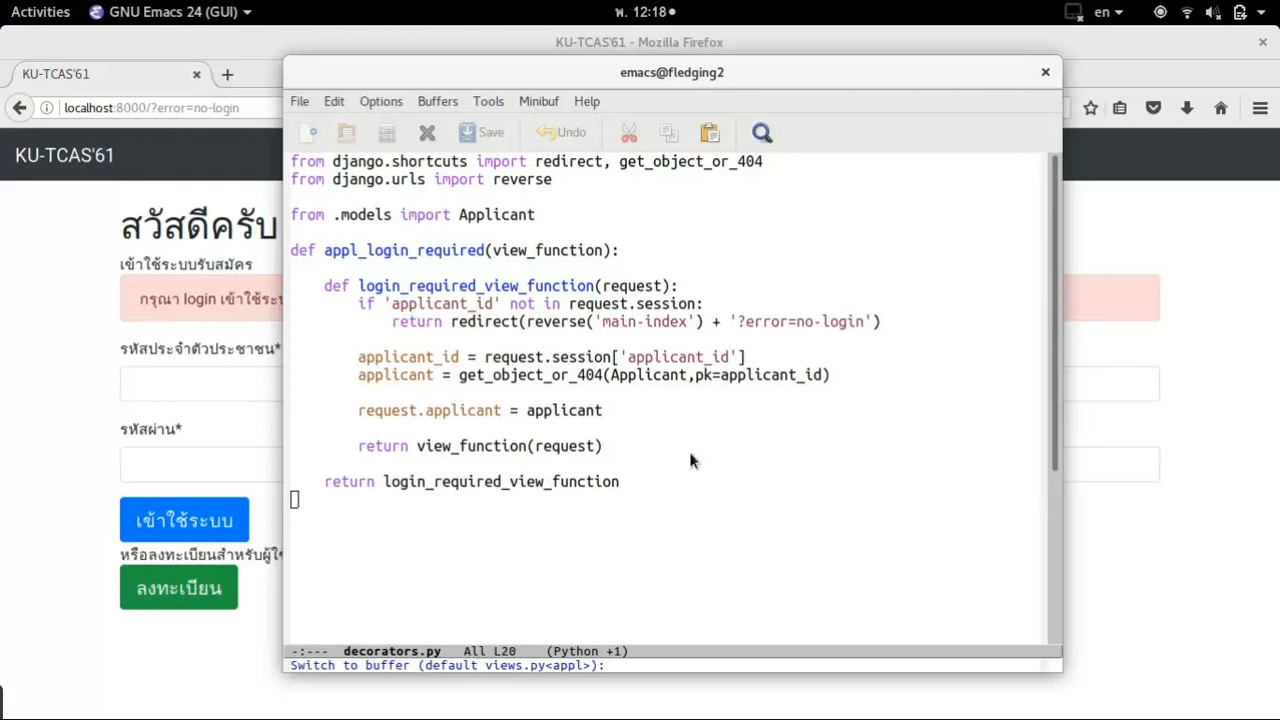 Activities GNU Emacs 24 (GUI) พ. 12:18 en
KU-TCAS'61 - Mozilla Firefox
KU-TCAS'61
localhost:8000/?error=no-login
KU-TCAS'61
สวัสดีครับ
เข้าใช้ระบบรับสมัคร
กรุณา login เข้าใช้ระบ
รหัสประจำตัวประชาชน*
รหัสผ่าน*
เข้าใช้ระบบ
หรือลงทะเบียนสำหรับผู้ใช้
ลงทะเบียน
emacs@fledging2
File Edit Options Buffers Tools Minibuf Help
Save Undo
from django.shortcuts import redirect, get_object_or_404
from django.urls import reverse
from .models import Applicant
def appl_login_required(view_function):
def login_required_view_function(request):
if 'applicant_id' not in request.session:
return redirect(reverse('main-index') + '?error=no-login')
applicant_id = request.session['applicant_id']
applicant = get_object_or_404(Applicant,pk=applicant_id)
request.applicant = applicant
return view_function(request)
return login_required_view_function
-:--- decorators.py All L20 (Python +1)
Switch to buffer (default views.py<appl>):